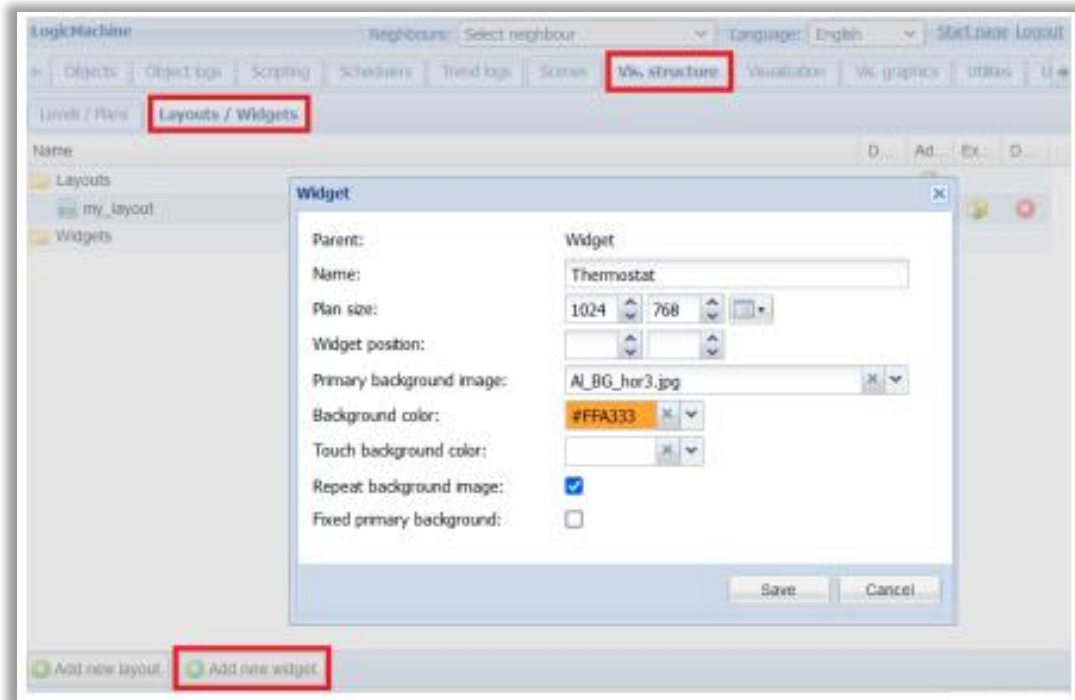 LogicMachine Neighbours: Select neighbour Language: English Start page Logout
Objects Object logs Scripting Schedulers Trend logs Scenes Vis. structure Visualization Vis. graphics Utilities U
Levels / Plans Layouts / Widgets
Name D... Ad... Ex... D...
Layouts
my_layout
Widgets
Widget
Parent: Widget
Name: Thermostat
Plan size: 1024 768
Widget position:
Primary background image: Al_BG_hor3.jpg
Background color: #FFA333
Touch background color:
Repeat background image:
Fixed primary background:
Save Cancel
Add new layout Add new widget